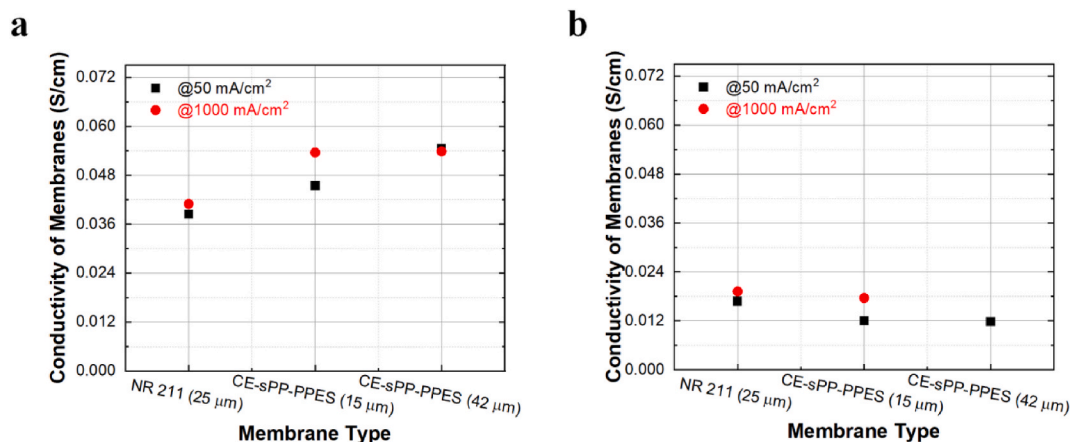 a
Conductivity of Membranes (S/cm)
0.072
0.060
0.048
0.036
0.024
0.012
0.000
@50 mA/cm²
@1000 mA/cm²
NR 211 (25 μm)
CE-sPP-PPES (15 μm)
CE-sPP-PPES (42 μm)
Membrane Type
b
Conductivity of Membranes (S/cm)
0.072
0.060
0.048
0.036
0.024
0.012
0.000
@50 mA/cm²
@1000 mA/cm²
NR 211 (25 μm)
CE-sPP-PPES (15 μm)
CE-sPP-PPES (42 μm)
Membrane Type